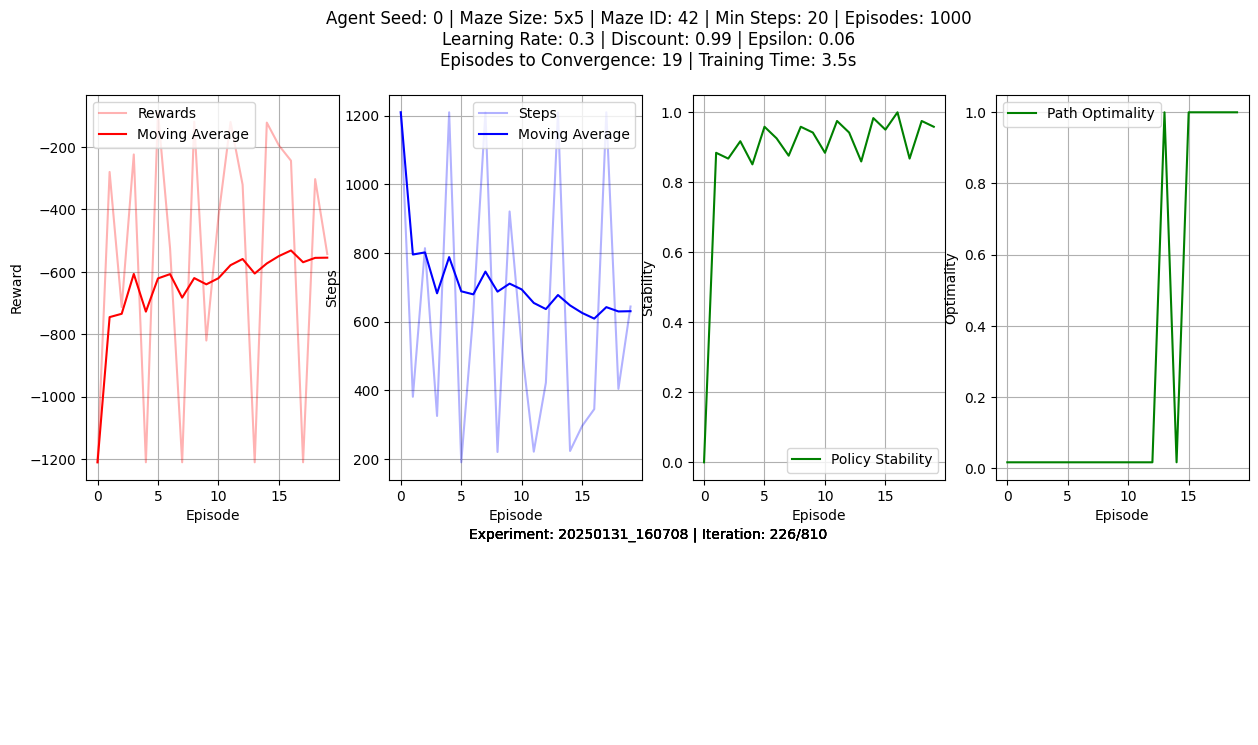 Agent Seed: 0 | Maze Size: 5x5 | Maze ID: 42 | Min Steps: 20 | Episodes: 1000
Learning Rate: 0.3 | Discount: 0.99 | Epsilon: 0.06
Episodes to Convergence: 19 | Training Time: 3.5s
Rewards
Moving Average
−200
−400
−600
−800
−1000
−1200
Reward
0
5
10
15
Episode
Steps
Moving Average
1200
1000
800
600
400
200
Steps
0
5
10
15
Episode
1.0
0.8
0.6
0.4
0.2
0.0
Stability
Policy Stability
0
5
10
15
Episode
Path Optimality
1.0
0.8
0.6
0.4
0.2
0.0
Optimality
0
5
10
15
Episode
Experiment: 20250131_160708 | Iteration: 226/810